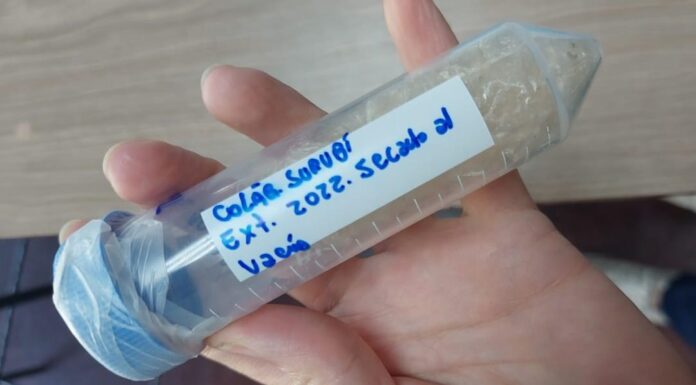 COLÁG. SURUBÍ
Ext. 2022. Secado al
Vacío